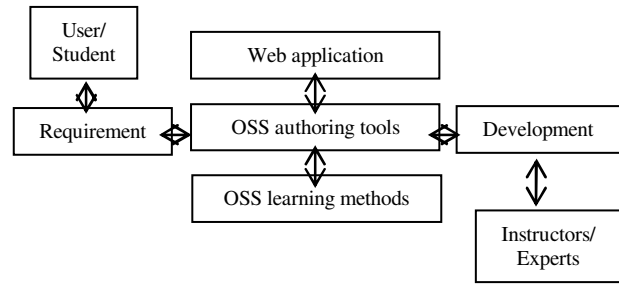 User/
Student
Web application
Requirement
OSS authoring tools
Development
OSS learning methods
Instructors/
Experts